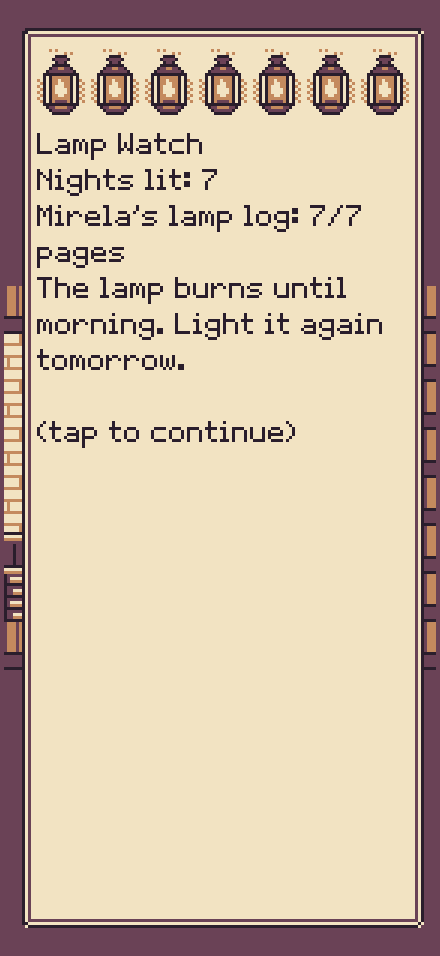 Lamp Watch
Nights lit: 7
Mirela's lamp log: 7/7
pages
The lamp burns until
morning. Light it again
tomorrow.
(tap to continue)